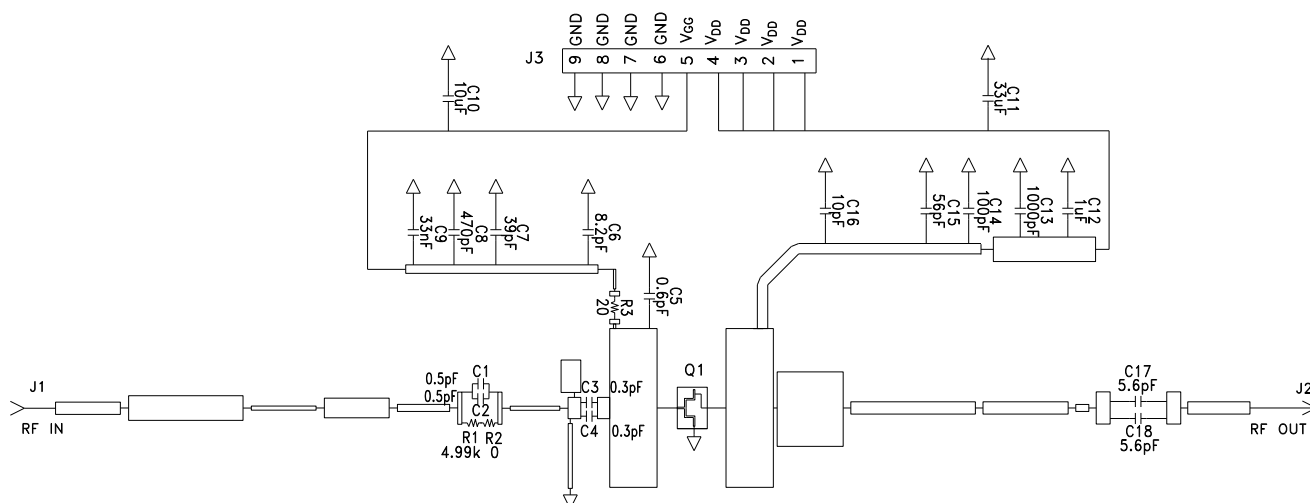 J3
9 GND
8 GND
7 GND
6 GND
5 VGG
4 VDD
3 VDD
2 VDD
1 VDD
C10
10uF
C11
33uF
C9
33nF
C8
470pF
C7
39pF
C6
8.2pF
C5
0.6pF
R3
20
C16
10pF
C15
56pF
C14
100pF
C13
1000pF
C12
1uF
J1
RF IN
C1
0.5pF
0.5pF
C2
R1 R2
4.99k 0
C3 0.3pF
C4 0.3pF
Q1
C17
5.6pF
C18
5.6pF
J2
RF OUT